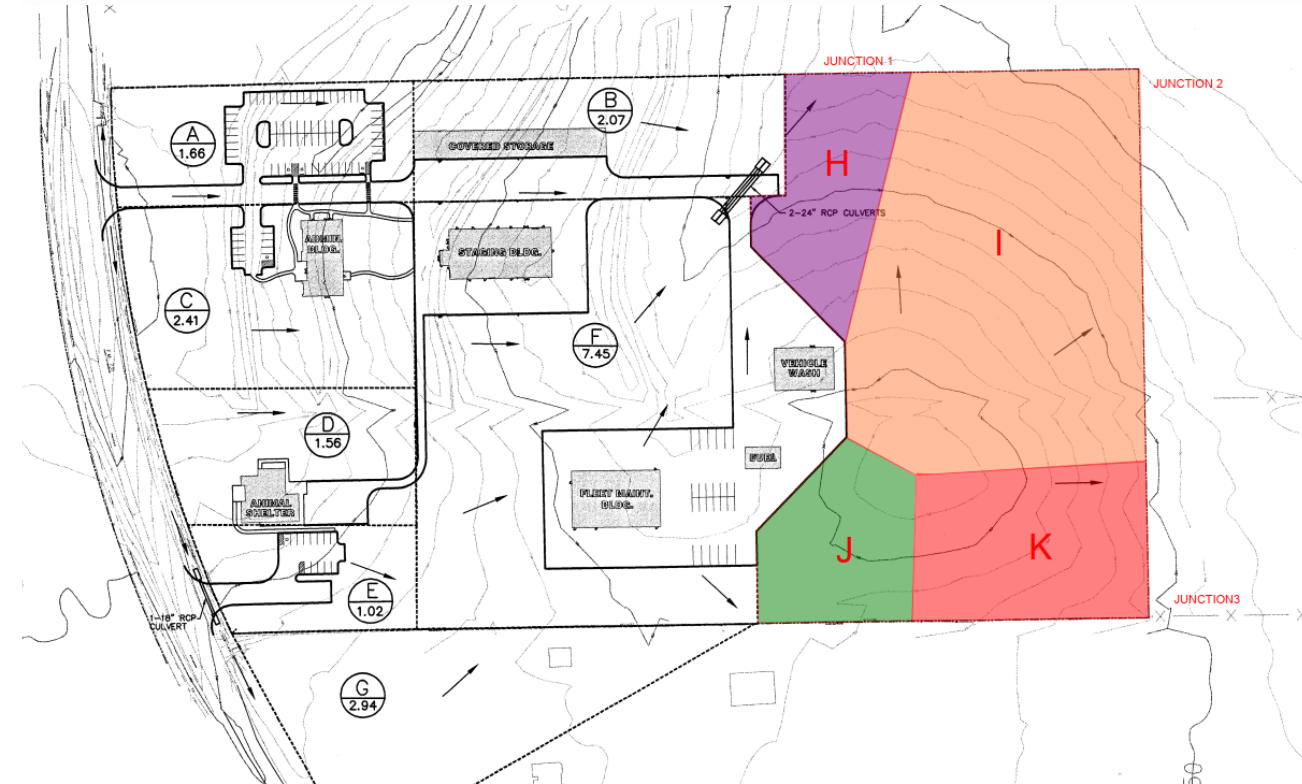 JUNCTION 1
JUNCTION 2
A
1.66
B
2.07
COVERED STORAGE
H
2-24" RCP CULVERTS
I
ADMIN.
BLDG.
STAGING BLDG.
C
2.41
F
7.45
VEHICLE
WASH
D
1.56
FUEL
ANIMAL
SHELTER
FLEET MAINT.
BLDG.
J
K
E
1.02
JUNCTION3
1-18" RCP
CULVERT
G
2.94